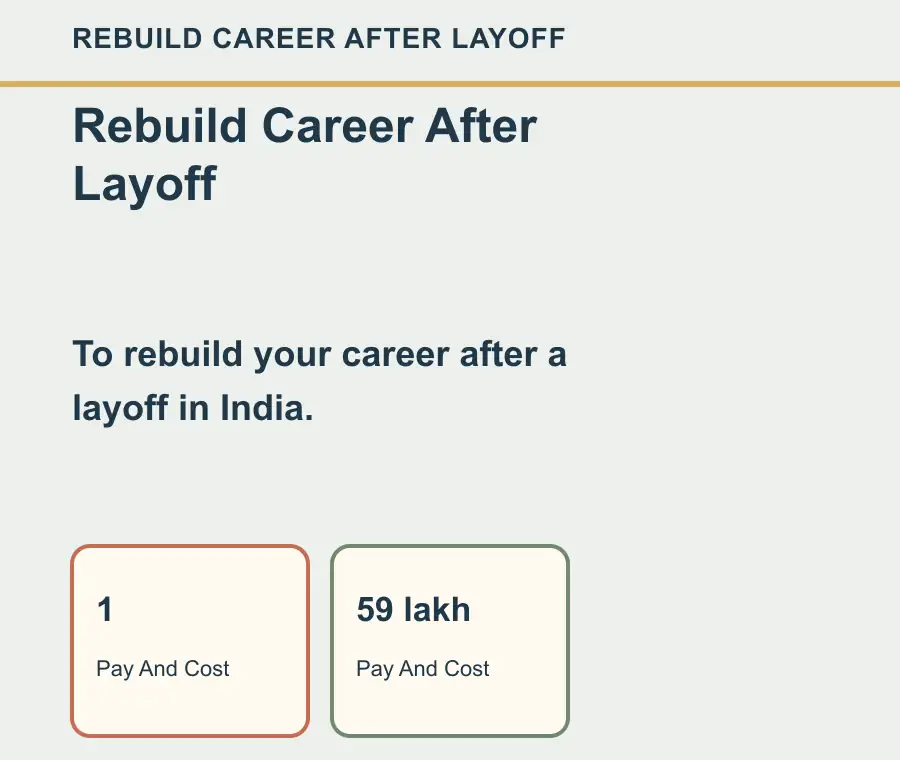 REBUILD CAREER AFTER LAYOFF
Rebuild Career After
Layoff
To rebuild your career after a
layoff in India.
1
Pay And Cost
59 lakh
Pay And Cost